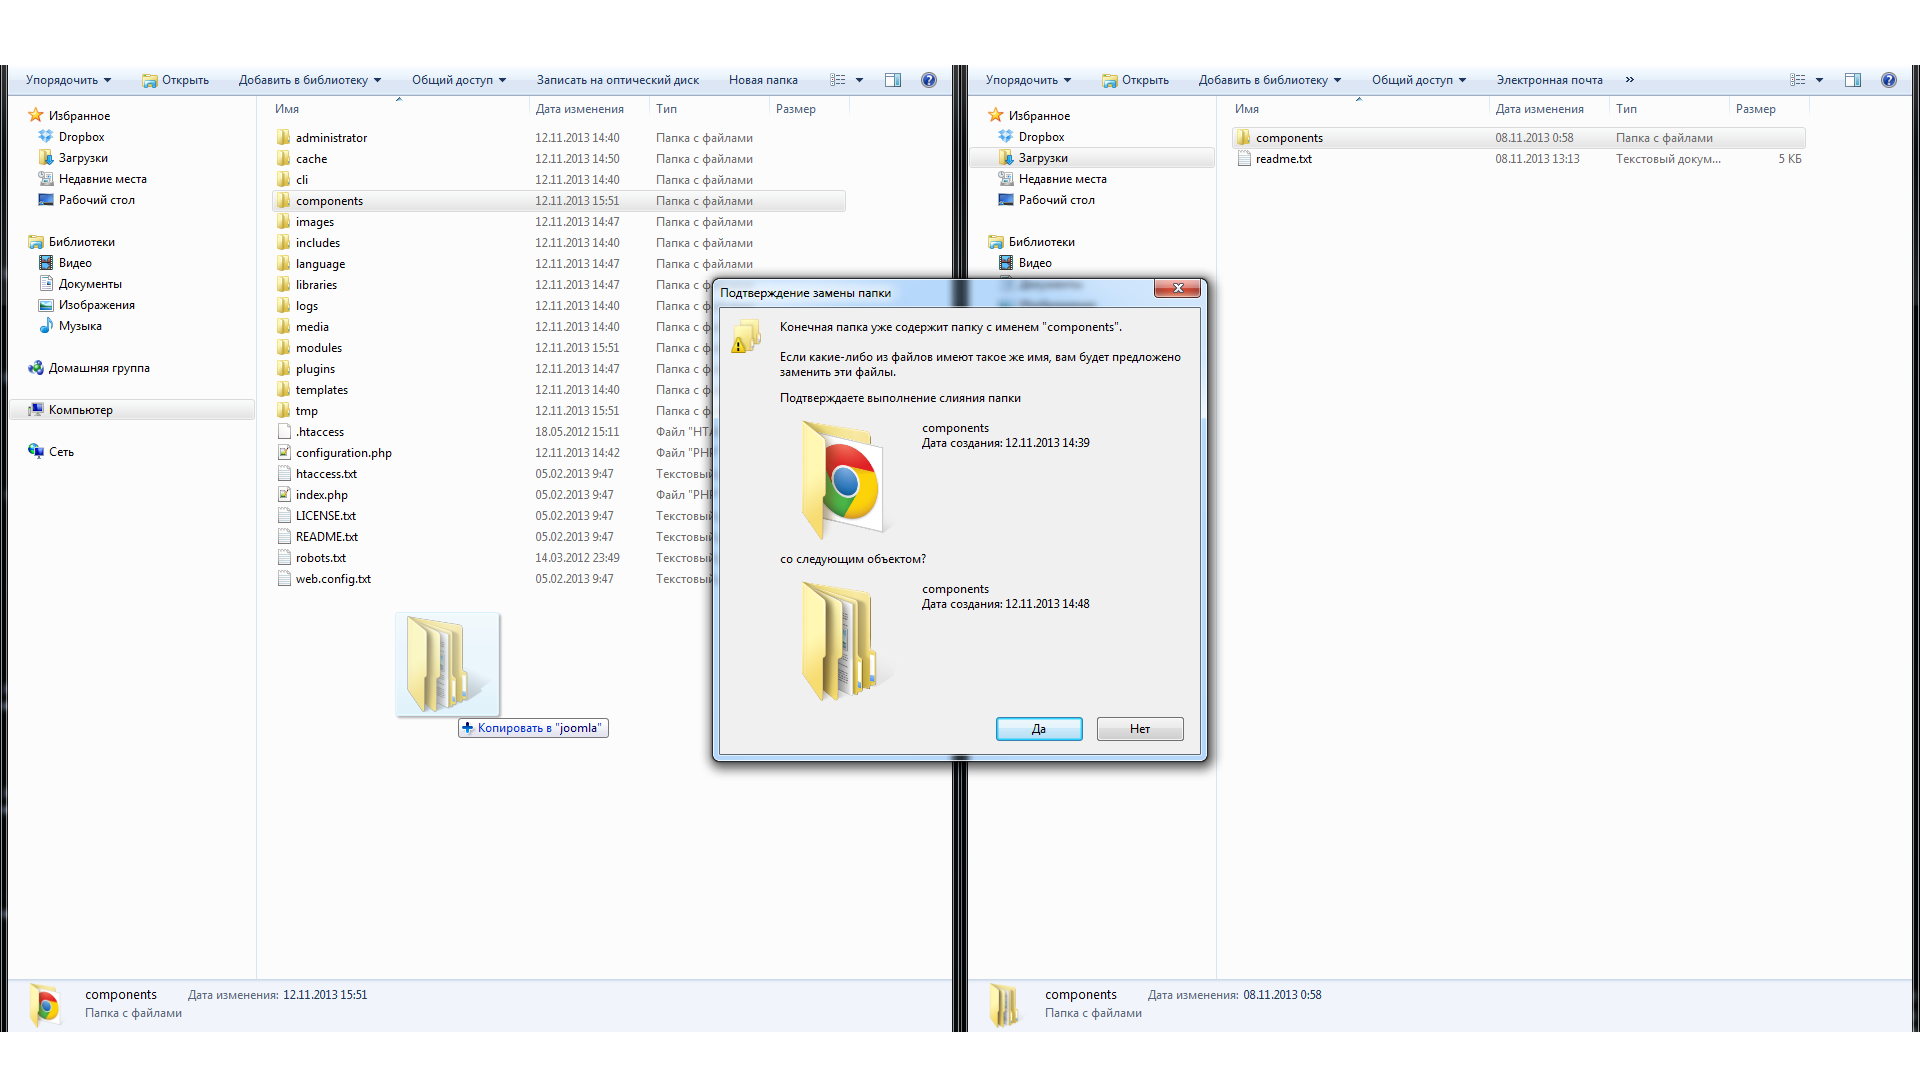 Упорядочить Открыть Добавить в библиотеку Общий доступ Записать на оптический диск Новая папка
Избранное
Dropbox
Загрузки
Недавние места
Рабочий стол
Библиотеки
Видео
Документы
Изображения
Музыка
Домашняя группа
Компьютер
Сеть
Имя Дата изменения Тип Размер
administrator 12.11.2013 14:40 Папка с файлами
cache 12.11.2013 14:50 Папка с файлами
cli 12.11.2013 14:40 Папка с файлами
components 12.11.2013 15:51 Папка с файлами
images 12.11.2013 14:47 Папка с файлами
includes 12.11.2013 14:40 Папка с файлами
language 12.11.2013 14:47 Папка с файлами
libraries 12.11.2013 14:47 Папка с ф
logs 12.11.2013 14:40 Папка с ф
media 12.11.2013 14:40 Папка с ф
modules 12.11.2013 15:51 Папка с ф
plugins 12.11.2013 14:47 Папка с ф
templates 12.11.2013 14:40 Папка с ф
tmp 12.11.2013 15:51 Папка с ф
.htaccess 18.05.2012 15:11 Файл "HTA
configuration.php 12.11.2013 14:42 Файл "PHP
htaccess.txt 05.02.2013 9:47 Текстовый
index.php 05.02.2013 9:47 Файл "PHP
LICENSE.txt 05.02.2013 9:47 Текстовый
README.txt 05.02.2013 9:47 Текстовый
robots.txt 14.03.2012 23:49 Текстовый
web.config.txt 05.02.2013 9:47 Текстовый
Копировать в "joomla"
components Дата изменения: 12.11.2013 15:51
Папка с файлами
Подтверждение замены папки
Конечная папка уже содержит папку с именем "components".
Если какие-либо из файлов имеют такое же имя, вам будет предложено
заменить эти файлы.
Подтверждаете выполнение слияния папки
components
Дата создания: 12.11.2013 14:39
со следующим объектом?
components
Дата создания: 12.11.2013 14:48
Да Нет
Упорядочить Открыть Добавить в библиотеку Общий доступ Электронная почта »
Избранное
Dropbox
Загрузки
Недавние места
Рабочий стол
Библиотеки
Видео
Имя Дата изменения Тип Размер
components 08.11.2013 0:58 Папка с файлами
readme.txt 08.11.2013 13:13 Текстовый докум... 5 КБ
components Дата изменения: 08.11.2013 0:58
Папка с файлами